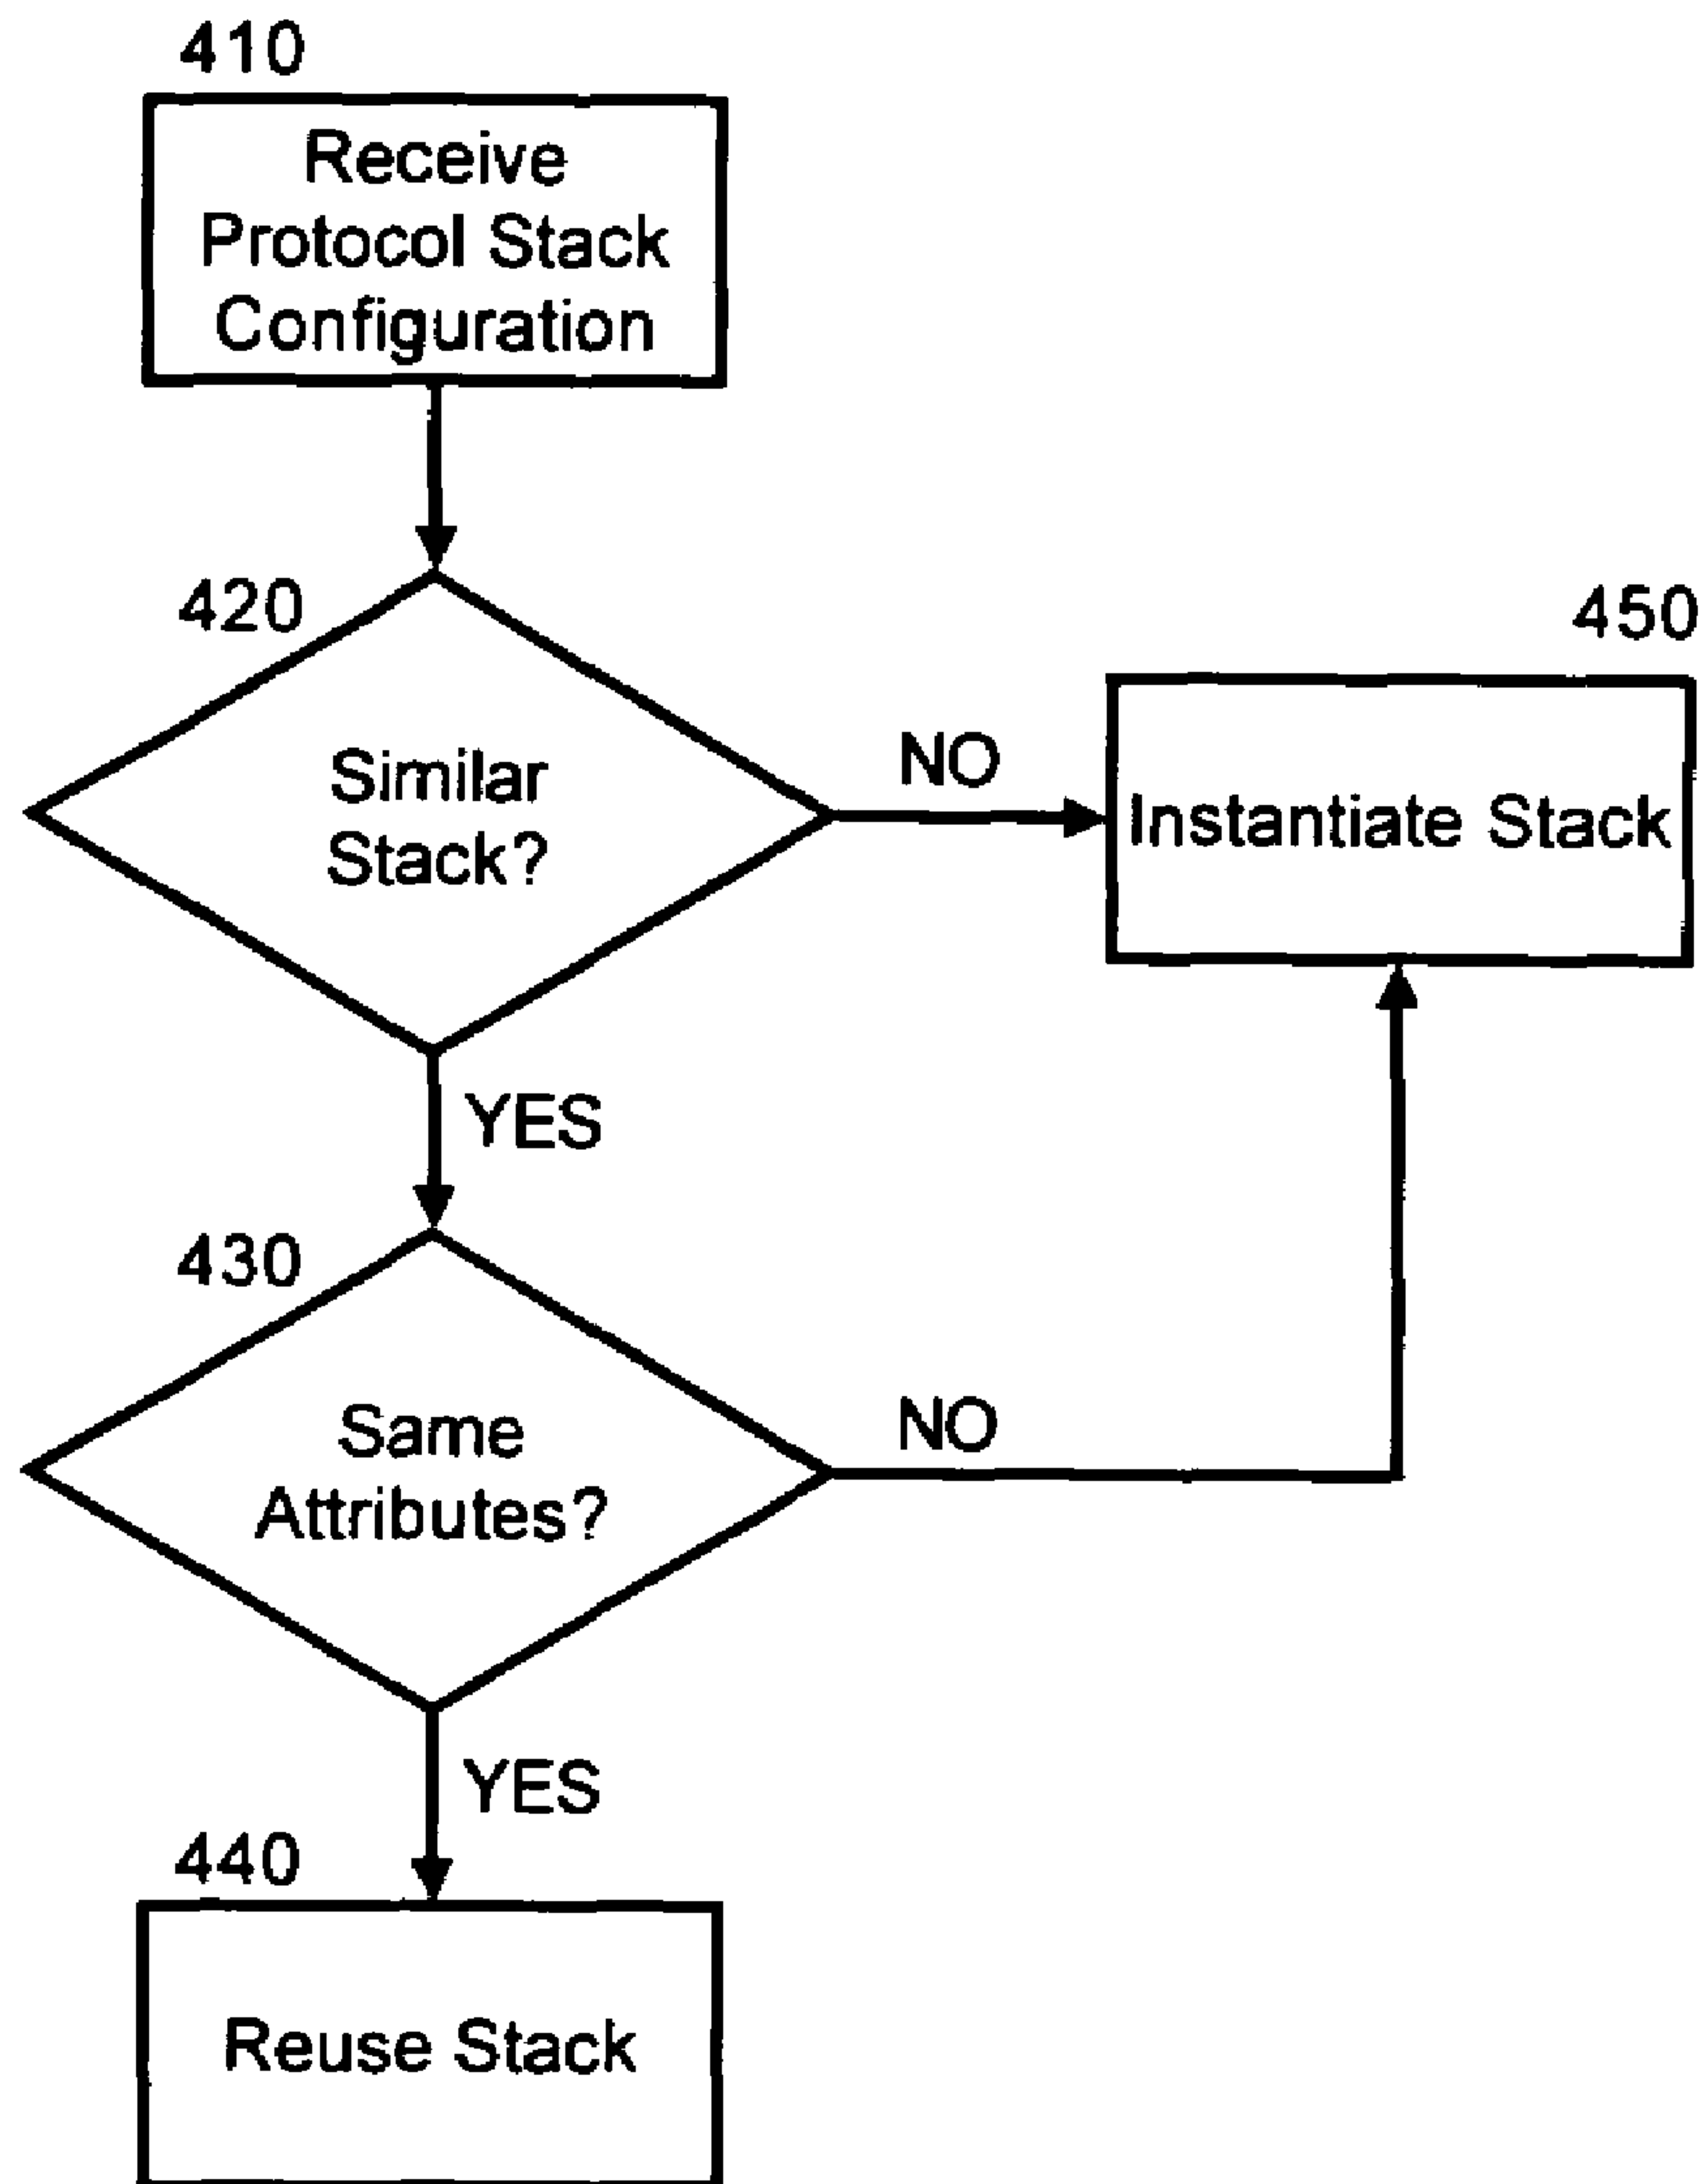 410
Receive
Protocol Stack
Configuration
420
Similar
Stack?
NO
450
Instantiate Stack
YES
430
Same
Attributes?
NO
YES
440
Reuse Stack